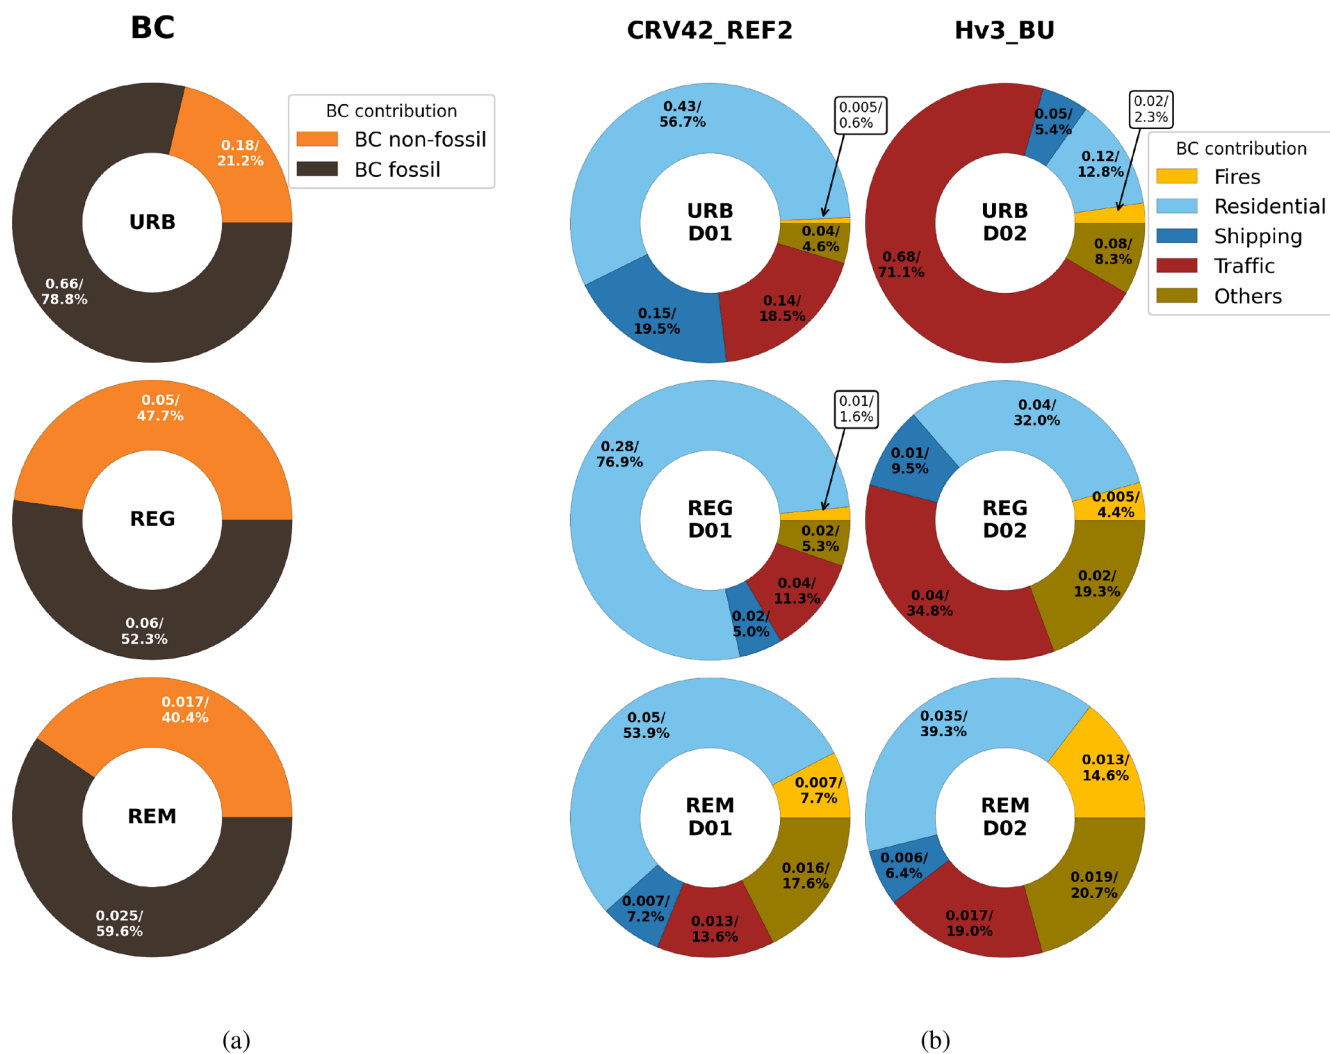 BC
CRV42_REF2
Hv3_BU
BC contribution
BC non-fossil
BC fossil
0.18/
21.2%
URB
0.66/
78.8%
0.43/
56.7%
0.005/
0.6%
URB
D01
0.04/
4.6%
0.15/
19.5%
0.14/
18.5%
0.05/
5.4%
0.02/
2.3%
0.12/
12.8%
URB
D02
0.68/
71.1%
0.08/
8.3%
BC contribution
Fires
Residential
Shipping
Traffic
Others
0.05/
47.7%
REG
0.06/
52.3%
0.01/
1.6%
0.28/
76.9%
REG
D01
0.02/
5.3%
0.04/
11.3%
0.02/
5.0%
0.04/
32.0%
0.01/
9.5%
REG
D02
0.005/
4.4%
0.02/
19.3%
0.04/
34.8%
0.017/
40.4%
REM
0.025/
59.6%
0.05/
53.9%
0.007/
7.7%
REM
D01
0.016/
17.6%
0.007/
7.2%
0.013/
13.6%
0.035/
39.3%
0.013/
14.6%
REM
D02
0.006/
6.4%
0.019/
20.7%
0.017/
19.0%
(a)
(b)